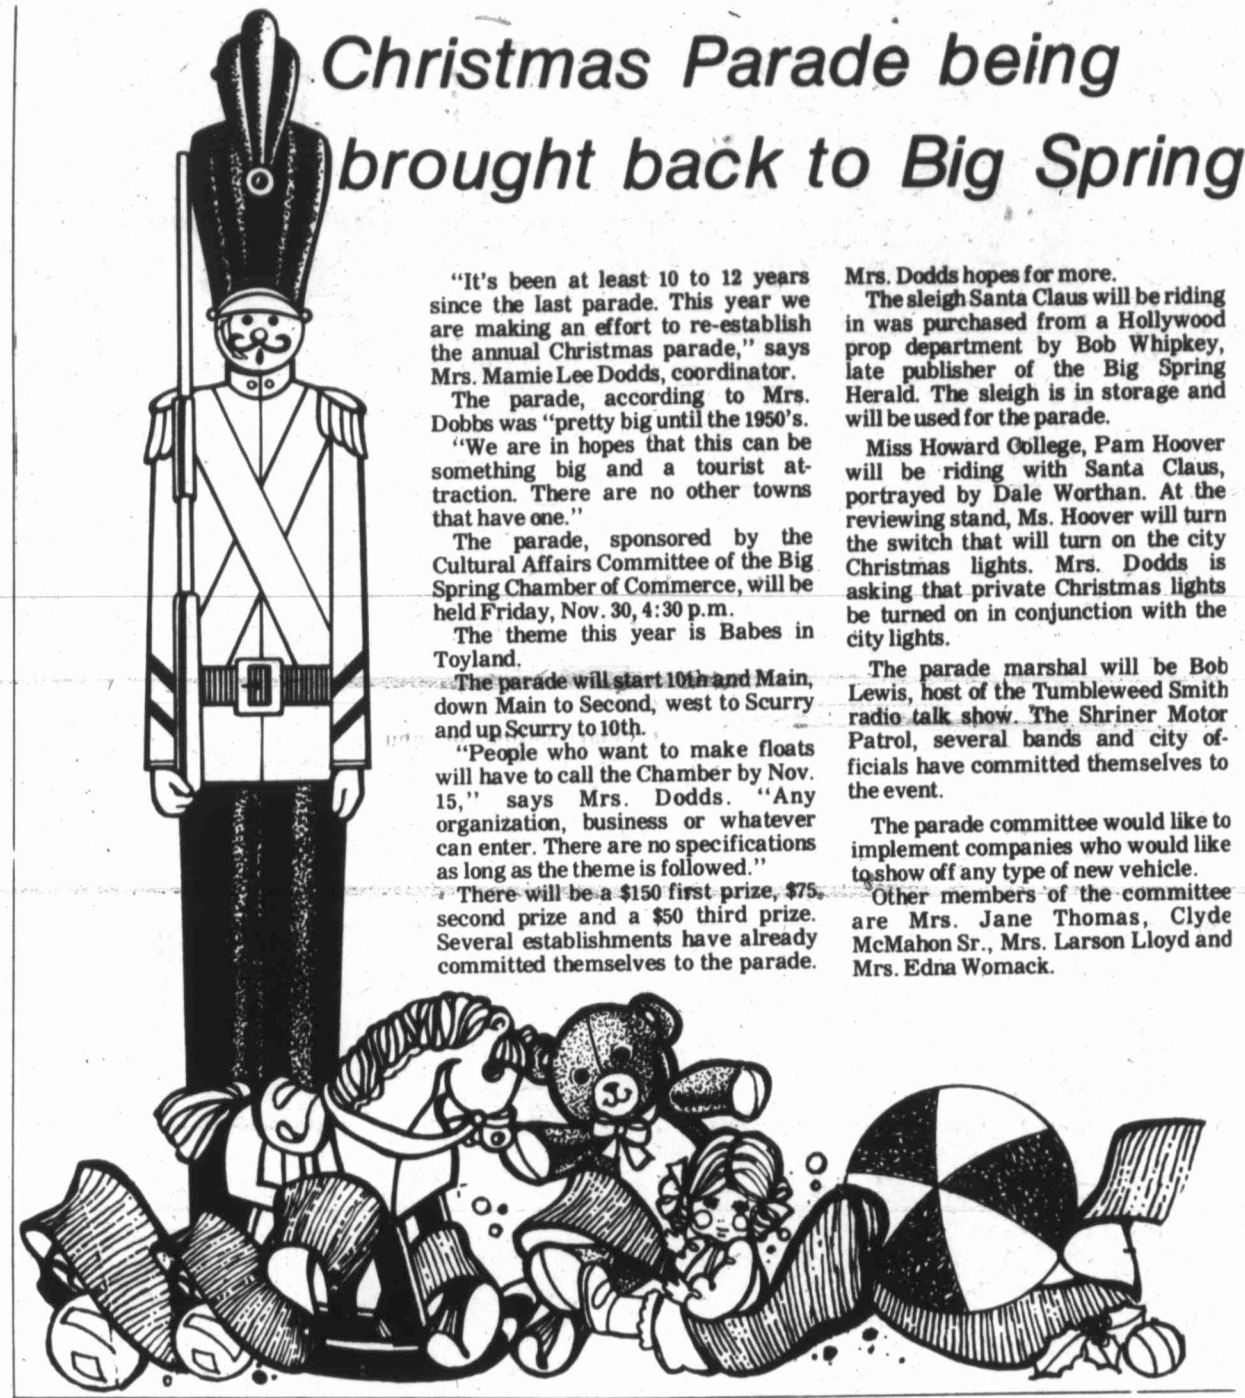 Christmas Parade being
brought back to Big Spring
"It's been at least 10 to 12 years
since the last parade. This year we
are making an effort to re-establish
the annual Christmas parade," says
Mrs. Mamie Lee Dodds, coordinator.
The parade, according to Mrs.
Dobbs was "pretty big until the 1950's.
"We are in hopes that this can be
something big and a tourist at-
traction. There are no other towns
that have one."
The parade, sponsored by the
Cultural Affairs Committee of the Big
Spring Chamber of Commerce, will be
held Friday, Nov. 30, 4:30 p.m.
The theme this year is Babes in
Toyland.
The parade will start 10th and Main,
down Main to Second, west to Scurry
and up Scurry to 10th.
"People who want to make floats
will have to call the Chamber by Nov.
15," says Mrs. Dodds. "Any
organization, business or whatever
can enter. There are no specifications
as long as the theme is followed."
There will be a $150 first prize, $75
second prize and a $50 third prize.
Several establishments have already
committed themselves to the parade.
Mrs. Dodds hopes for more.
The sleigh Santa Claus will be riding
in was purchased from a Hollywood
prop department by Bob Whipkey,
late publisher of the Big Spring
Herald. The sleigh is in storage and
will be used for the parade.
Miss Howard College, Pam Hoover
will be riding with Santa Claus,
portrayed by Dale Worthan. At the
reviewing stand, Ms. Hoover will turn
the switch that will turn on the city
Christmas lights. Mrs. Dodds is
asking that private Christmas lights
be turned on in conjunction with the
city lights.
The parade marshal will be Bob
Lewis, host of the Tumbleweed Smith
radio talk show. The Shriner Motor
Patrol, several bands and city of-
ficials have committed themselves to
the event.
The parade committee would like to
implement companies who would like
to show off any type of new vehicle.
Other members of the committee
are Mrs. Jane Thomas, Clyde
McMahon Sr., Mrs. Larson Lloyd and
Mrs. Edna Womack.